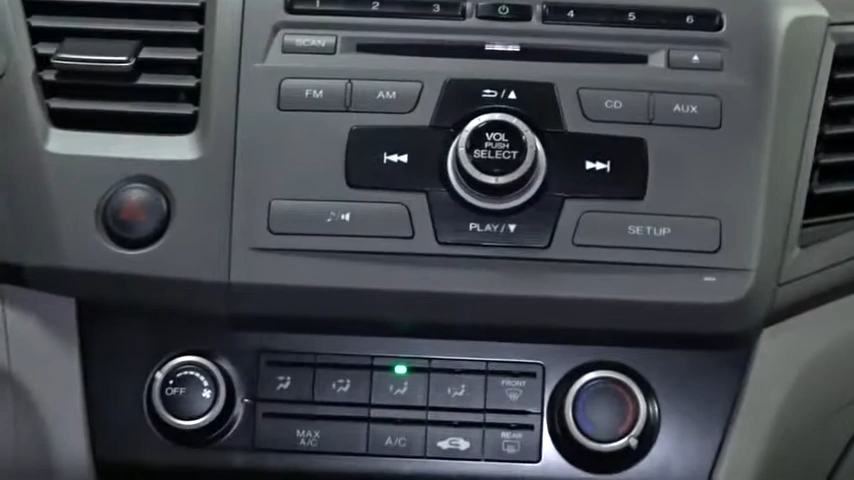 1 2 3 4 5 6
SCAN
FM AM CD AUX
VOL
PUSH
SELECT
PLAY/
SETUP
OFF
FRONT
MAX
A/C
A/C
REAR